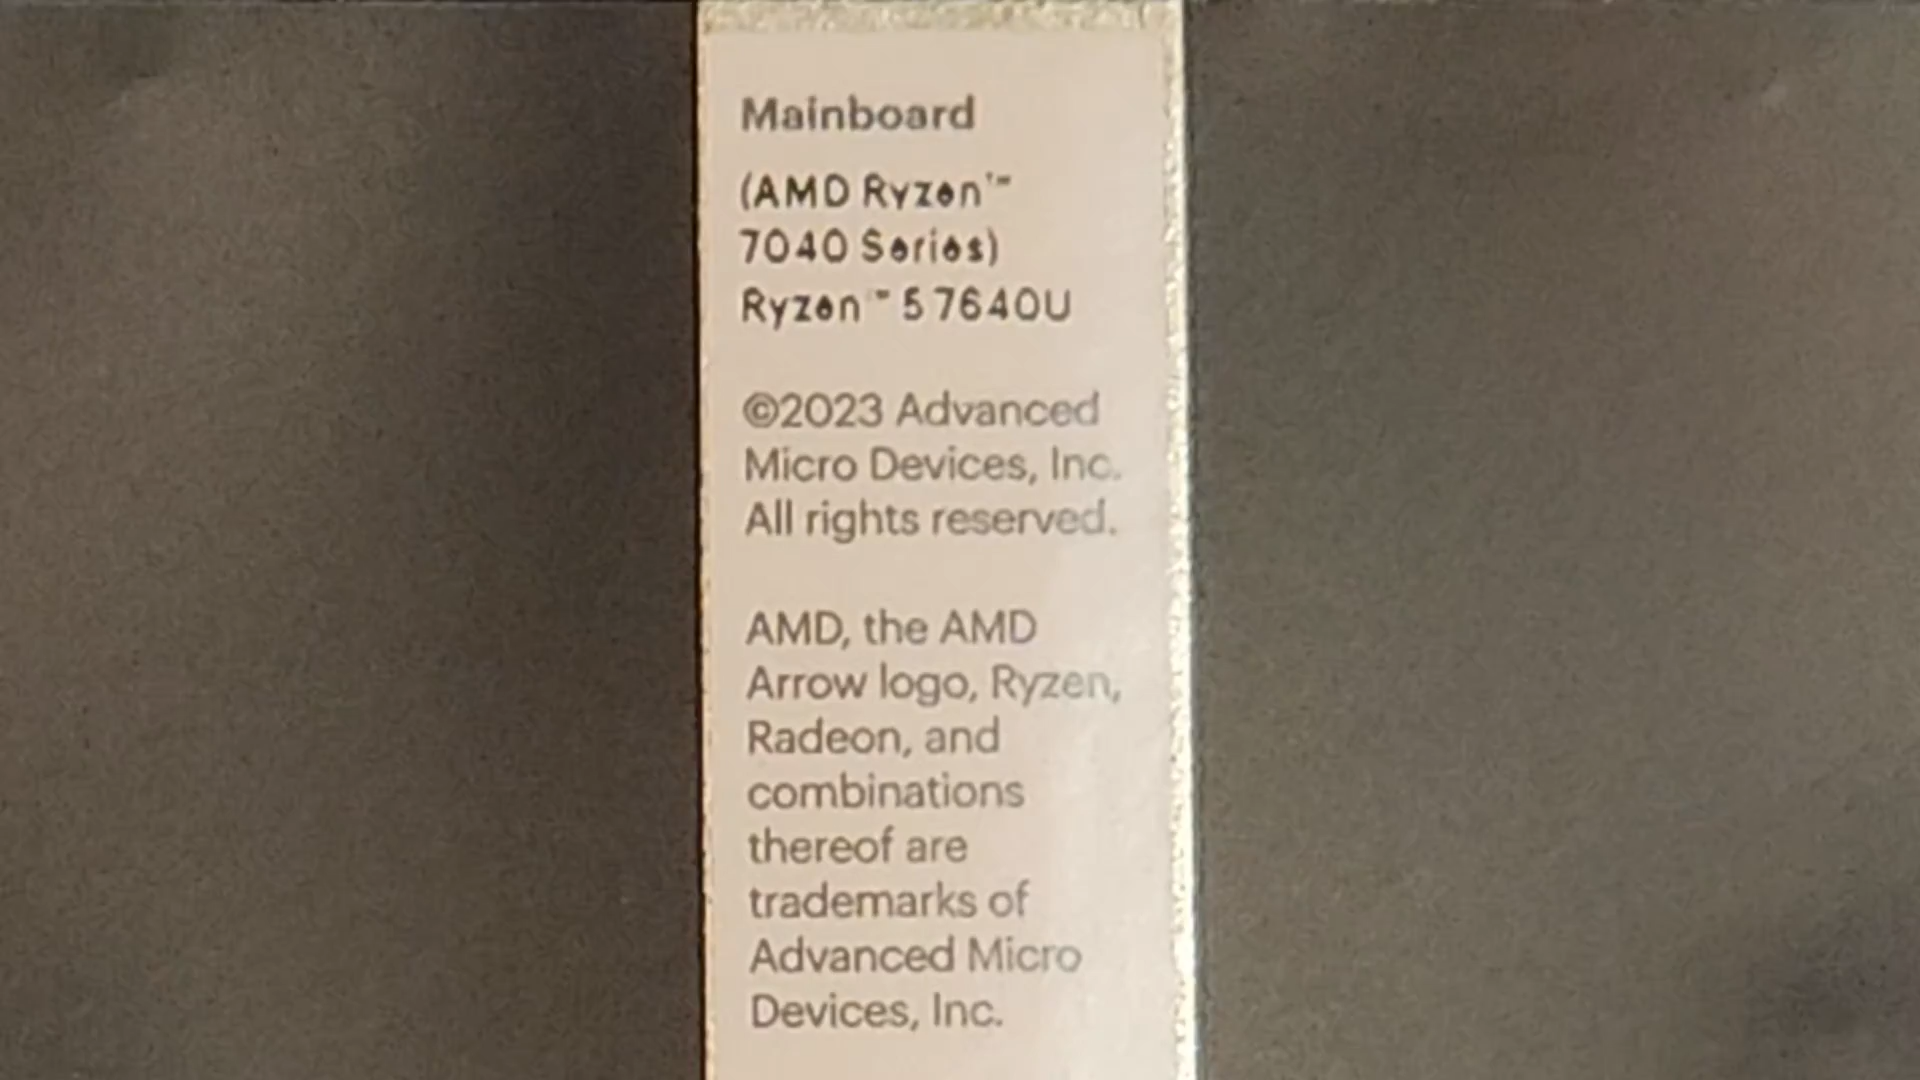 Mainboard
(AMD Ryzen™
7040 Series)
Ryzen™ 5 7640U
©2023 Advanced
Micro Devices, Inc.
All rights reserved.
AMD, the AMD
Arrow logo, Ryzen,
Radeon, and
combinations
thereof are
trademarks of
Advanced Micro
Devices, Inc.